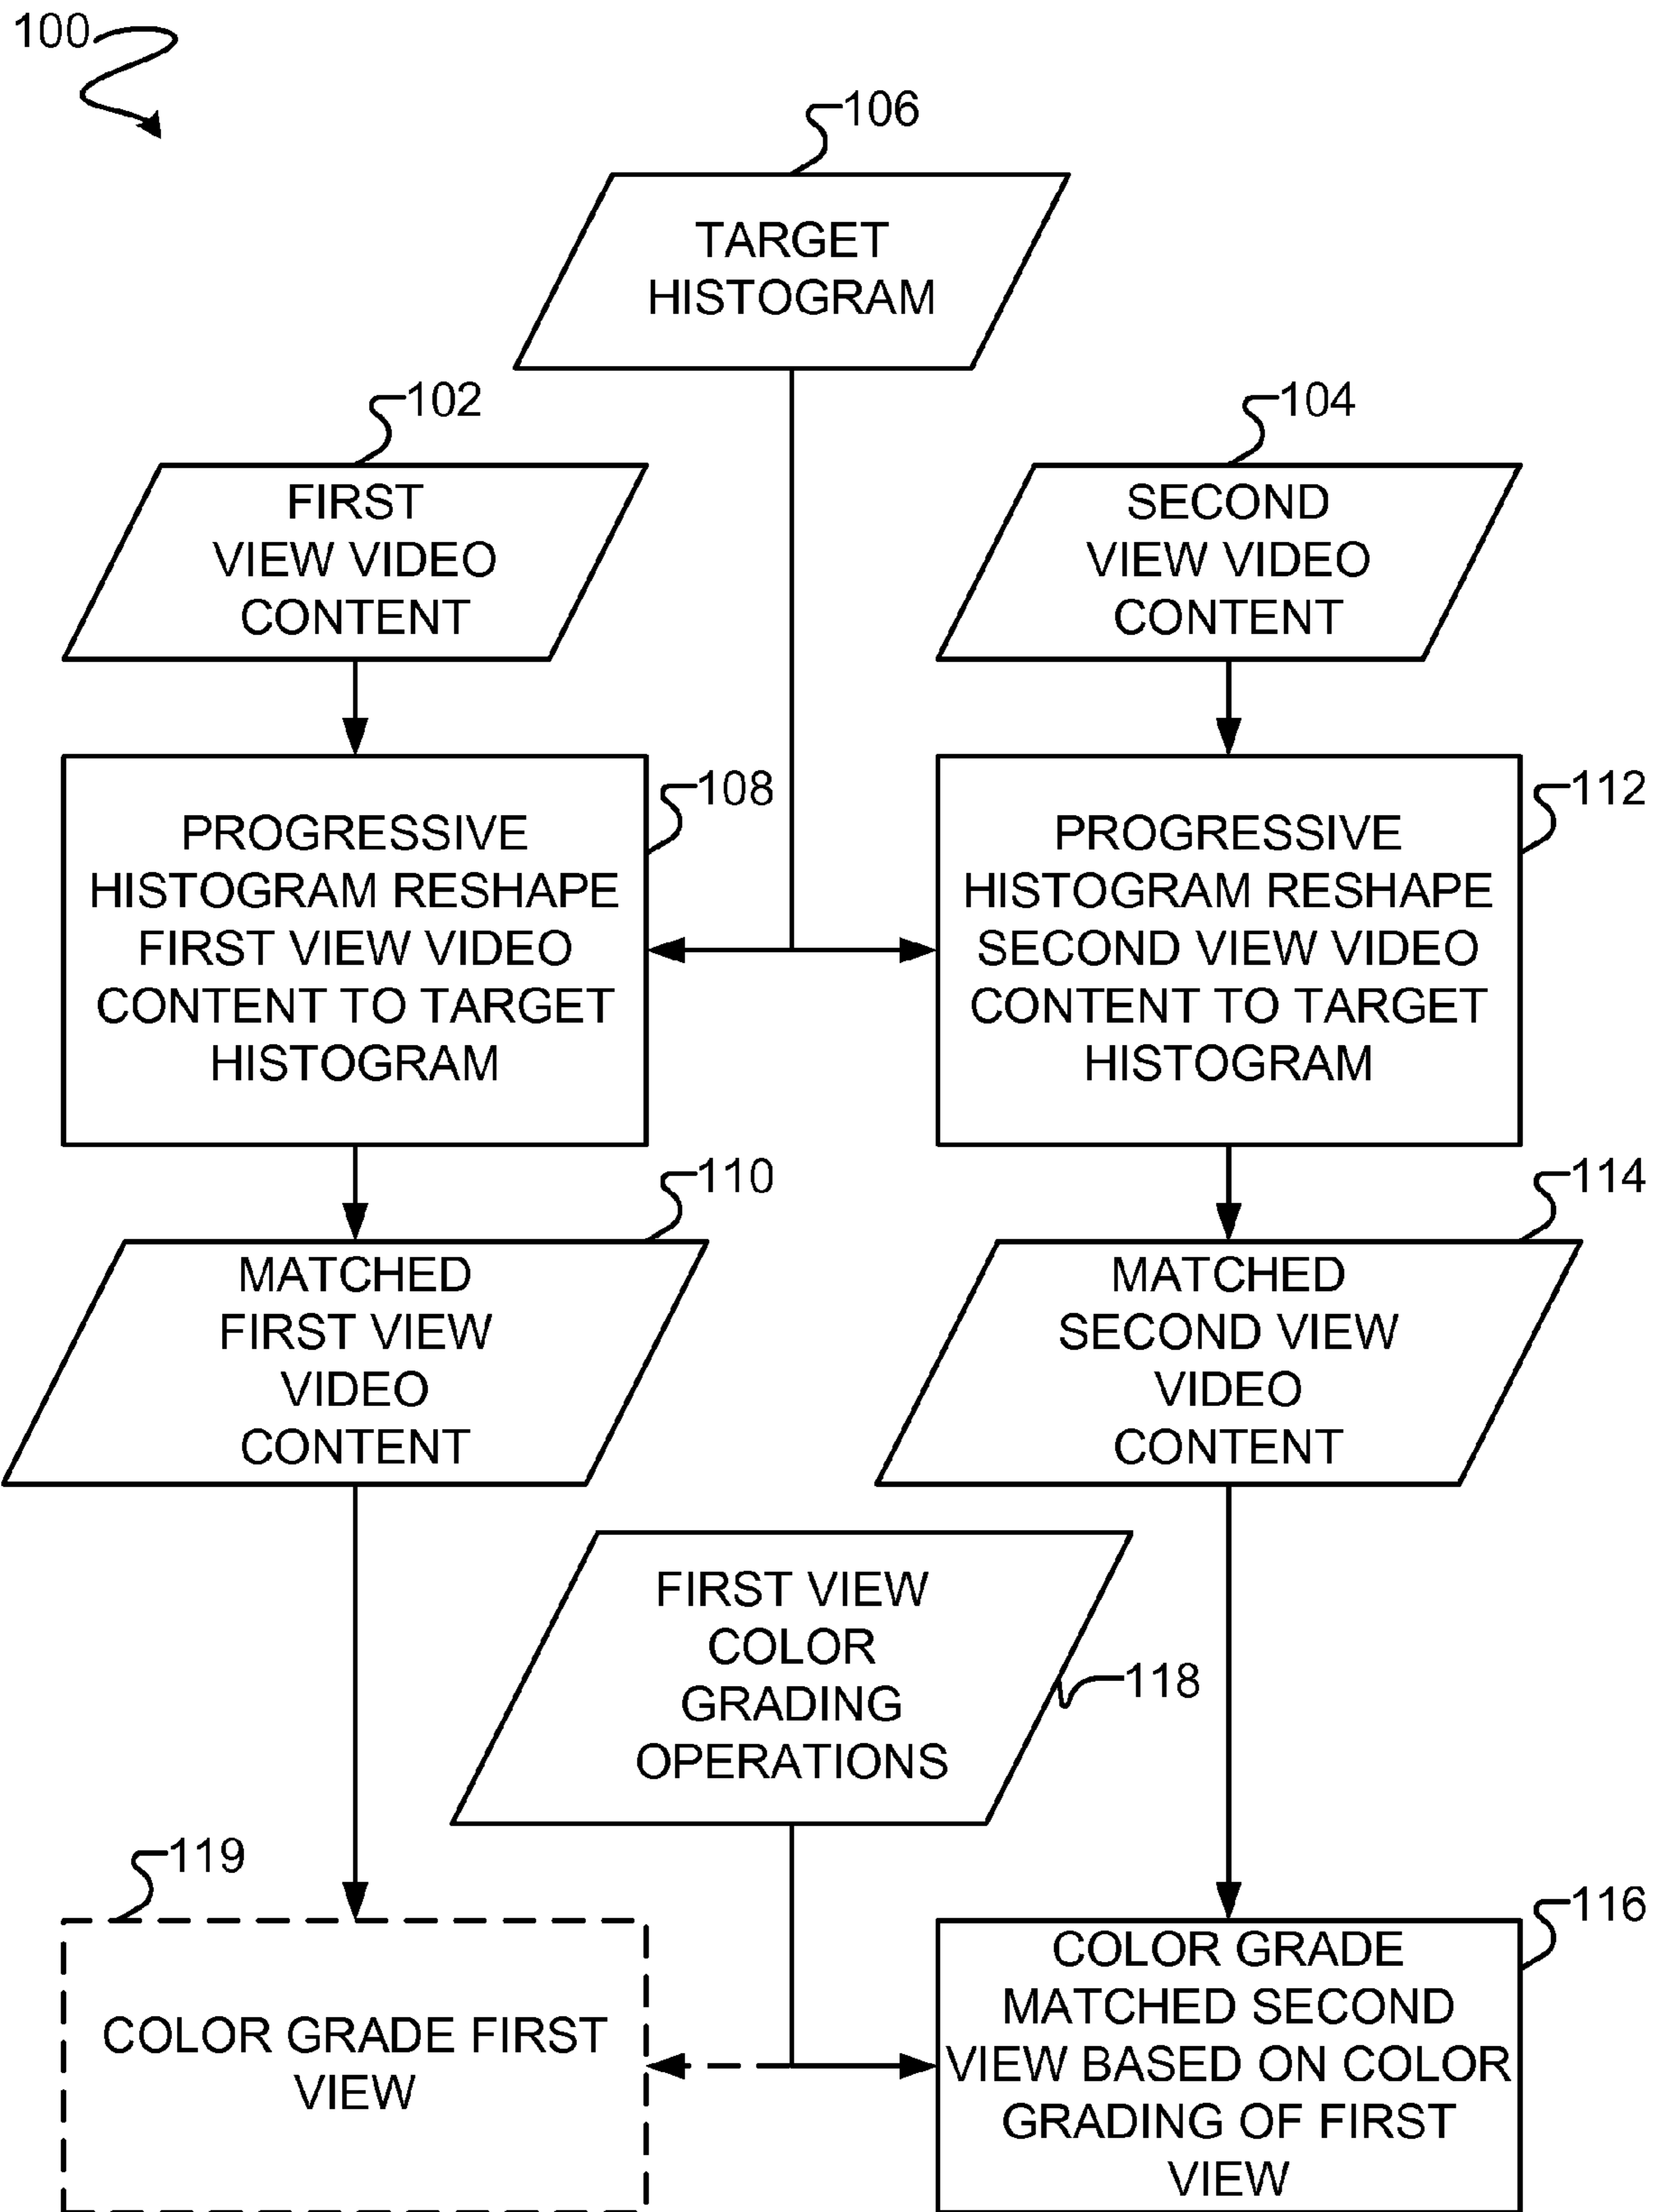 100
106
TARGET
HISTOGRAM
102
FIRST
VIEW VIDEO
CONTENT
104
SECOND
VIEW VIDEO
CONTENT
108
PROGRESSIVE
HISTOGRAM RESHAPE
FIRST VIEW VIDEO
CONTENT TO TARGET
HISTOGRAM
112
PROGRESSIVE
HISTOGRAM RESHAPE
SECOND VIEW VIDEO
CONTENT TO TARGET
HISTOGRAM
110
MATCHED
FIRST VIEW
VIDEO
CONTENT
114
MATCHED
SECOND VIEW
VIDEO
CONTENT
FIRST VIEW
COLOR
GRADING
OPERATIONS
118
119
COLOR GRADE FIRST
VIEW
116
COLOR GRADE
MATCHED SECOND
VIEW BASED ON COLOR
GRADING OF FIRST
VIEW